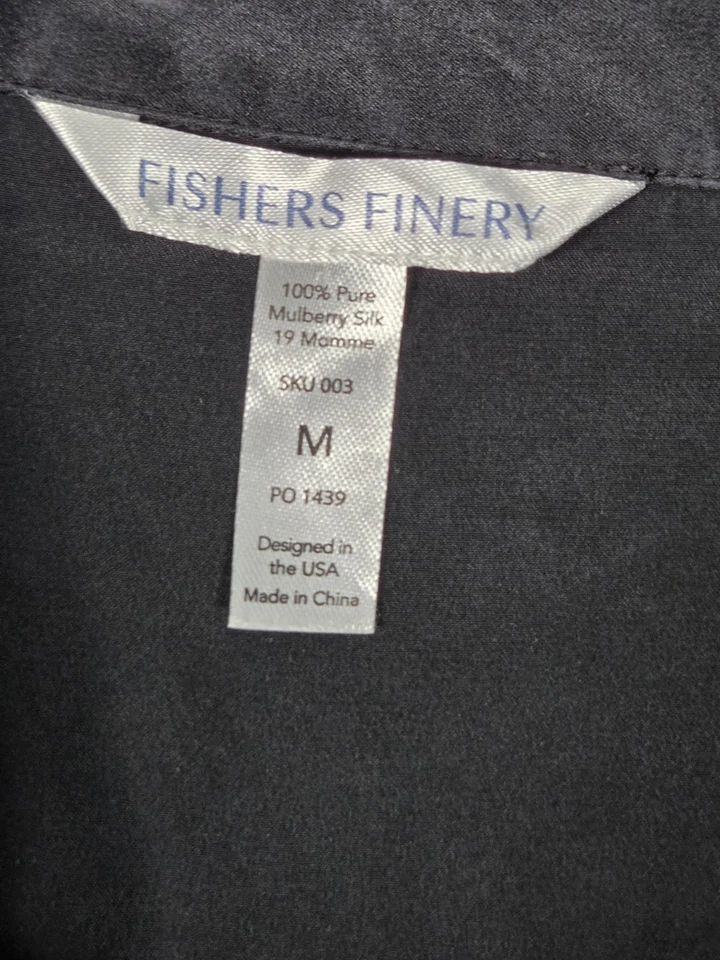 FISHERS FINERY
100% Pure
Mulberry Silk
19 Momme
SKU 003
M
PO 1439
Designed in
the USA
Made in China